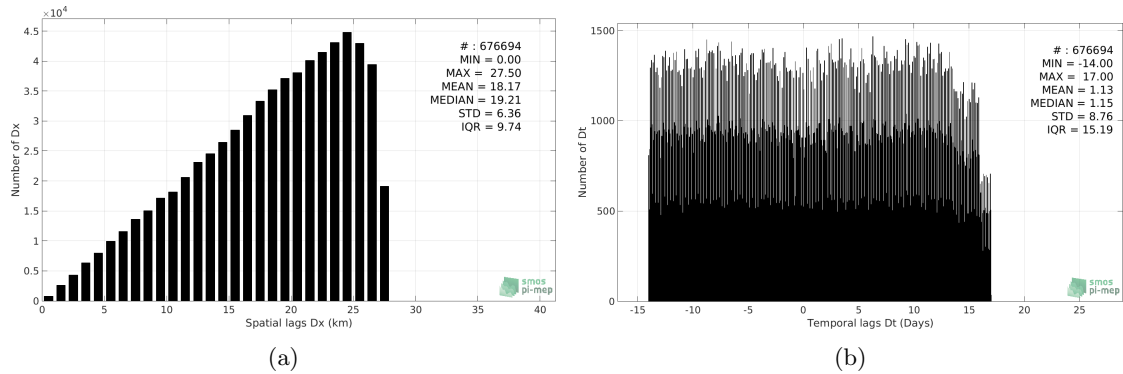 ×10⁴
4.5
4
3.5
3
2.5
2
1.5
1
0.5
0
Number of Dx
# : 676694
MIN = 0.00
MAX = 27.50
MEAN = 18.17
MEDIAN = 19.21
STD = 6.36
IQR = 9.74
smos
pi-mep
0 5 10 15 20 25 30 35 40
Spatial lags Dx (km)
(a)
1500
1000
500
0
Number of Dt
# : 676694
MIN = -14.00
MAX = 17.00
MEAN = 1.13
MEDIAN = 1.15
STD = 8.76
IQR = 15.19
smos
pi-mep
-15 -10 -5 0 5 10 15 20 25
Temporal lags Dt (Days)
(b)